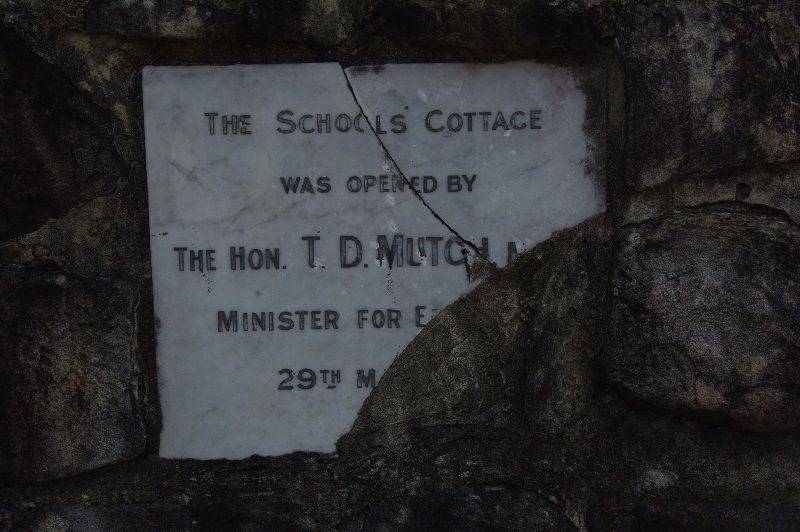 THE SCHOOLS COTTAGE
WAS OPENED BY
THE HON. T. D. MUTCH
MINISTER FOR
29TH